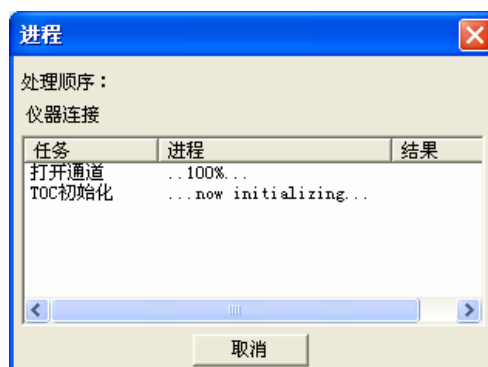 进程
处理顺序：
仪器连接
任务 进程 结果
打开通道 ..100%...
TOC初始化 ...now initializing...
取消